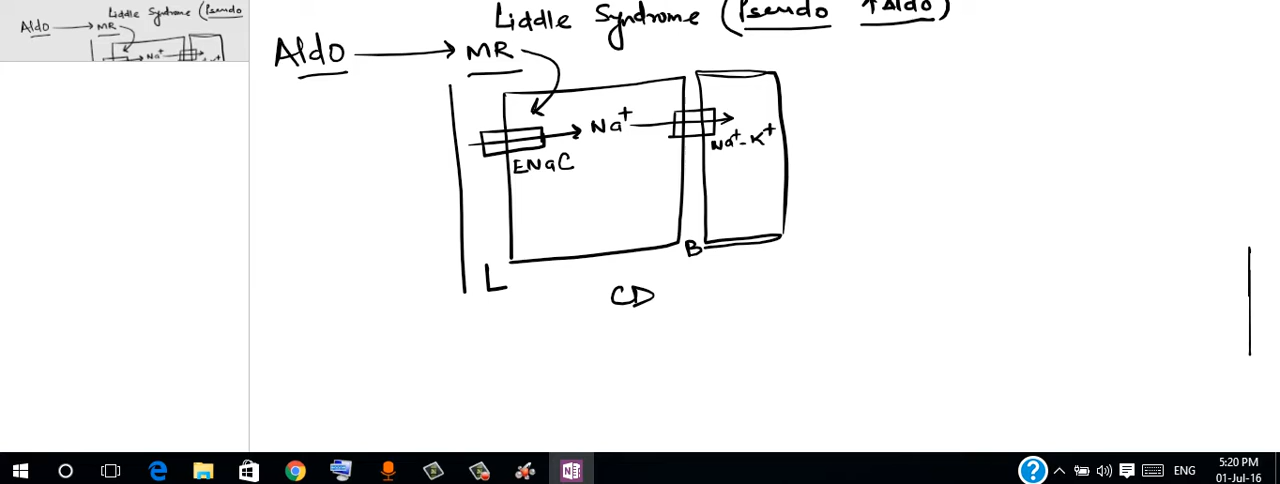 Liddle Syndrome (Pseudo ↑Aldo)
Aldo → MR
Na+
ENaC
Na+-K+
L
B
CD
Liddle Syndrome (Pseudo
Aldo → MR
Na+
ENG
5:20 PM
01-Jul-16